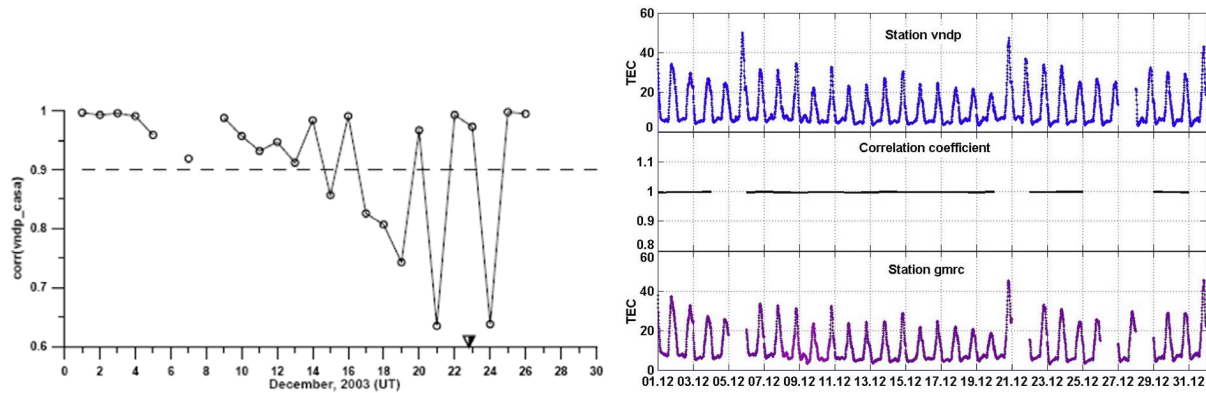 1
0.9
0.8
0.7
0.6
corr(vndp_casa)
0 2 4 6 8 10 12 14 16 18 20 22 24 26 28 30
December, 2003 (UT)
60
40
20
0
TEC
Station vndp
Correlation coefficient
1.1
1
0.9
0.8
60
40
20
0
TEC
Station gmrc
01.12 03.12 05.12 07.12 09.12 11.12 13.12 15.12 17.12 19.12 21.12 23.12 25.12 27.12 29.12 31.12